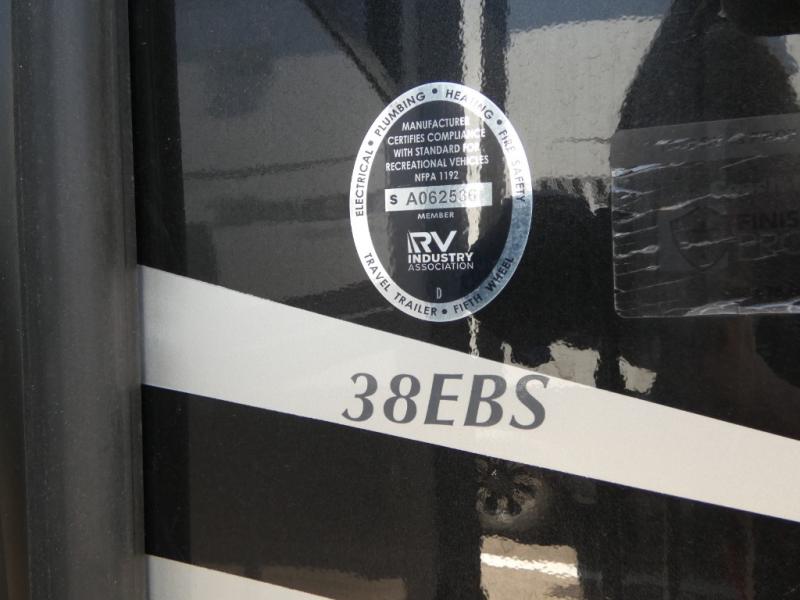 ELECTRICAL • PLUMBING • HEATING • FIRE SAFETY
MANUFACTURER
CERTIFIES COMPLIANCE
WITH STANDARD FOR
RECREATIONAL VEHICLES
NFPA 1192
S A062536
MEMBER
RV
INDUSTRY
ASSOCIATION
D
TRAVEL TRAILER • FIFTH WHEEL
38EBS